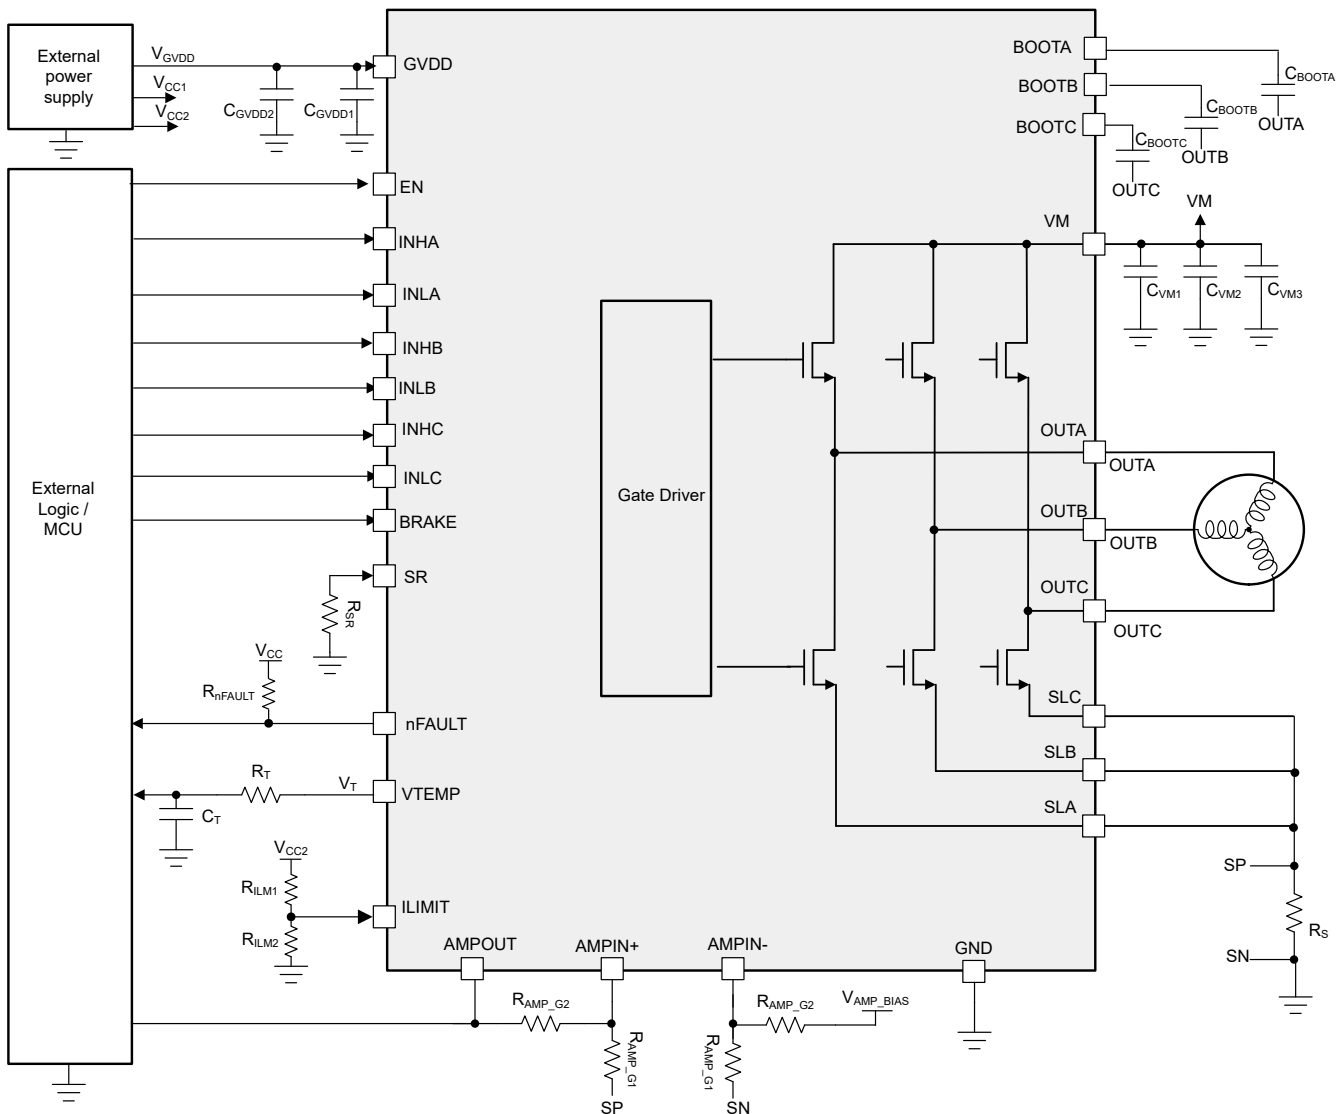 External
power
supply
VGVDD
VCC1
VCC2
CGVDD2
CGVDD1
GVDD
BOOTA
BOOTB
BOOTC
CBOOTA
OUTA
CBOOTB
OUTB
CBOOTC
OUTC
EN
INHA
INLA
INHB
INLB
INHC
INLC
BRAKE
SR
RSR
External
Logic /
MCU
VM
VM
CVM1
CVM2
CVM3
Gate Driver
OUTA
OUTA
OUTB
OUTB
OUTC
OUTC
VCC
RnFAULT
nFAULT
RT
VT
VTEMP
CT
VCC2
RILM1
RILM2
ILIMIT
SLC
SLB
SLA
SP
RS
SN
AMPOUT
AMPIN+
AMPIN-
GND
RAMP_G2
RAMP_G1
SP
RAMP_G2
VAMP_BIAS
RAMP_G1
SN